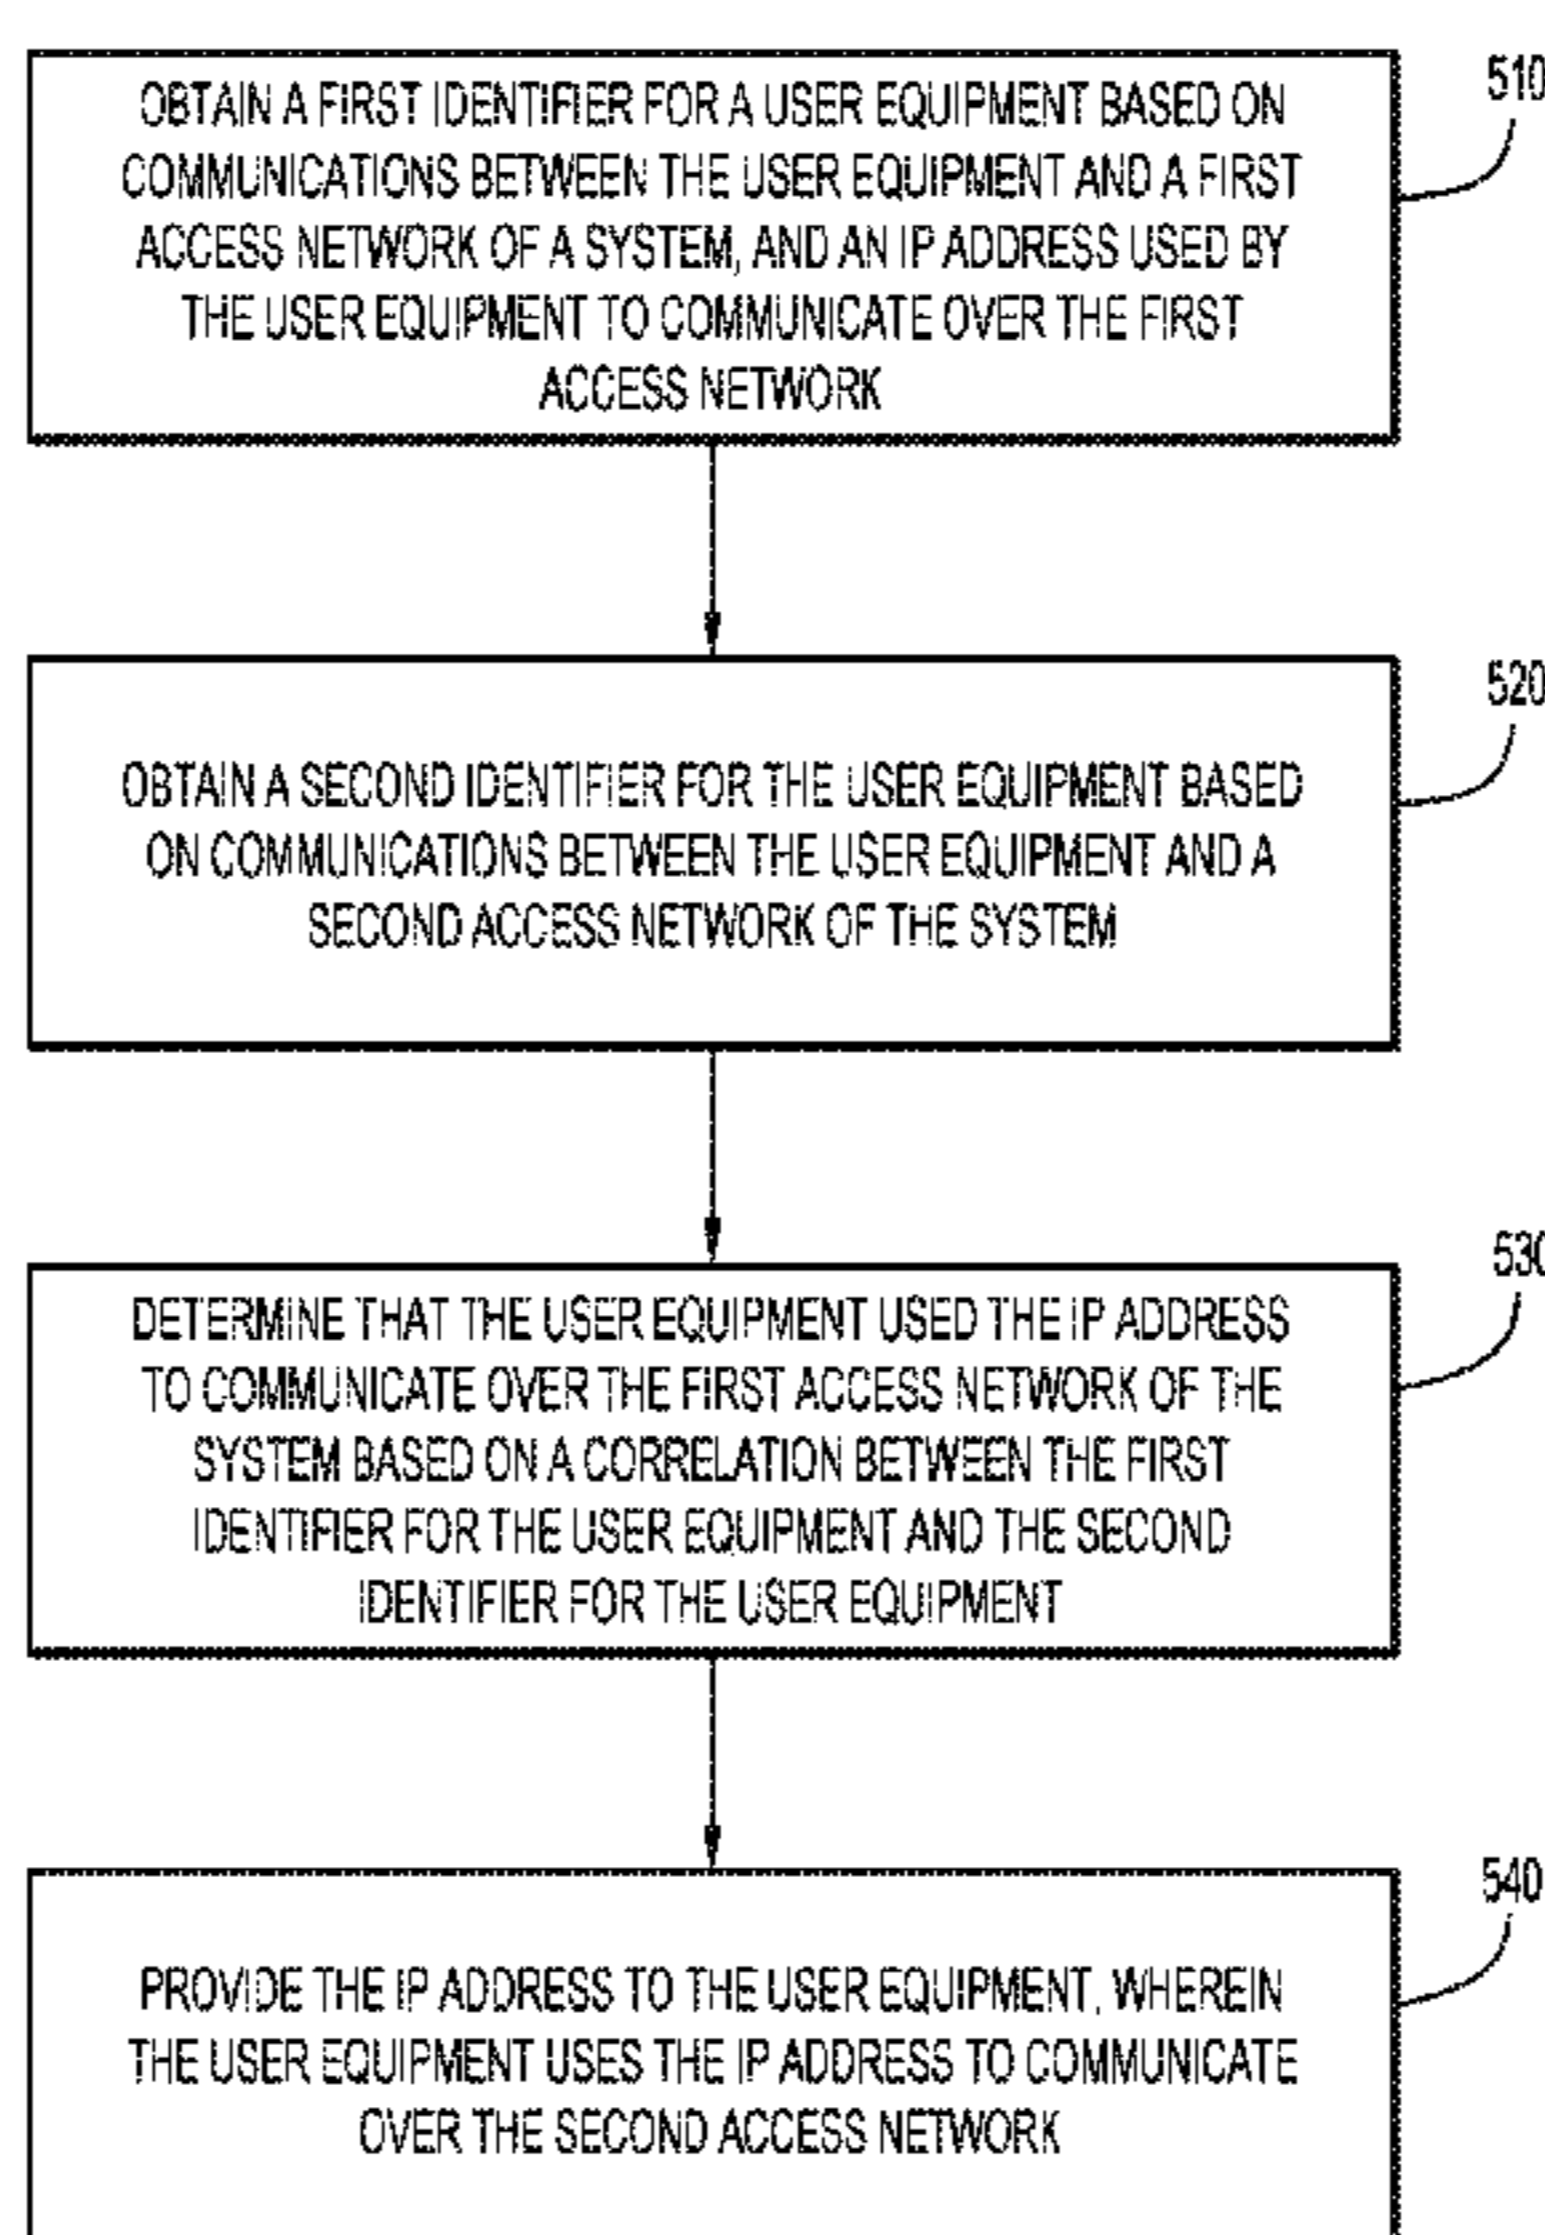 510
OBTAIN A FIRST IDENTIFIER FOR A USER EQUIPMENT BASED ON
COMMUNICATIONS BETWEEN THE USER EQUIPMENT AND A FIRST
ACCESS NETWORK OF A SYSTEM, AND AN IP ADDRESS USED BY
THE USER EQUIPMENT TO COMMUNICATE OVER THE FIRST
ACCESS NETWORK
520
OBTAIN A SECOND IDENTIFIER FOR THE USER EQUIPMENT BASED
ON COMMUNICATIONS BETWEEN THE USER EQUIPMENT AND A
SECOND ACCESS NETWORK OF THE SYSTEM
530
DETERMINE THAT THE USER EQUIPMENT USED THE IP ADDRESS
TO COMMUNICATE OVER THE FIRST ACCESS NETWORK OF THE
SYSTEM BASED ON A CORRELATION BETWEEN THE FIRST
IDENTIFIER FOR THE USER EQUIPMENT AND THE SECOND
IDENTIFIER FOR THE USER EQUIPMENT
540
PROVIDE THE IP ADDRESS TO THE USER EQUIPMENT, WHEREIN
THE USER EQUIPMENT USES THE IP ADDRESS TO COMMUNICATE
OVER THE SECOND ACCESS NETWORK